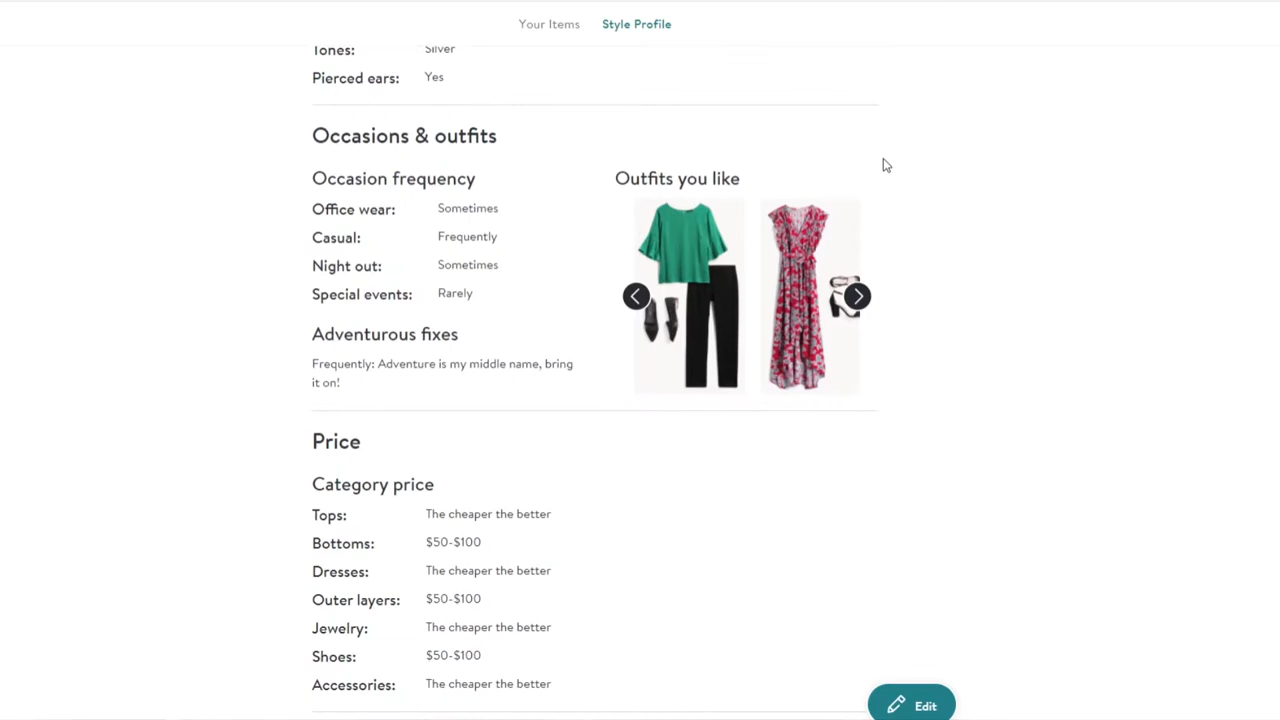 Your Items Style Profile
Tones: Silver
Pierced ears: Yes
Occasions & outfits
Occasion frequency
Office wear: Sometimes
Casual: Frequently
Night out: Sometimes
Special events: Rarely
Adventurous fixes
Frequently: Adventure is my middle name, bring
it on!
Outfits you like
Price
Category price
Tops: The cheaper the better
Bottoms: $50-$100
Dresses: The cheaper the better
Outer layers: $50-$100
Jewelry: The cheaper the better
Shoes: $50-$100
Accessories: The cheaper the better
Edit